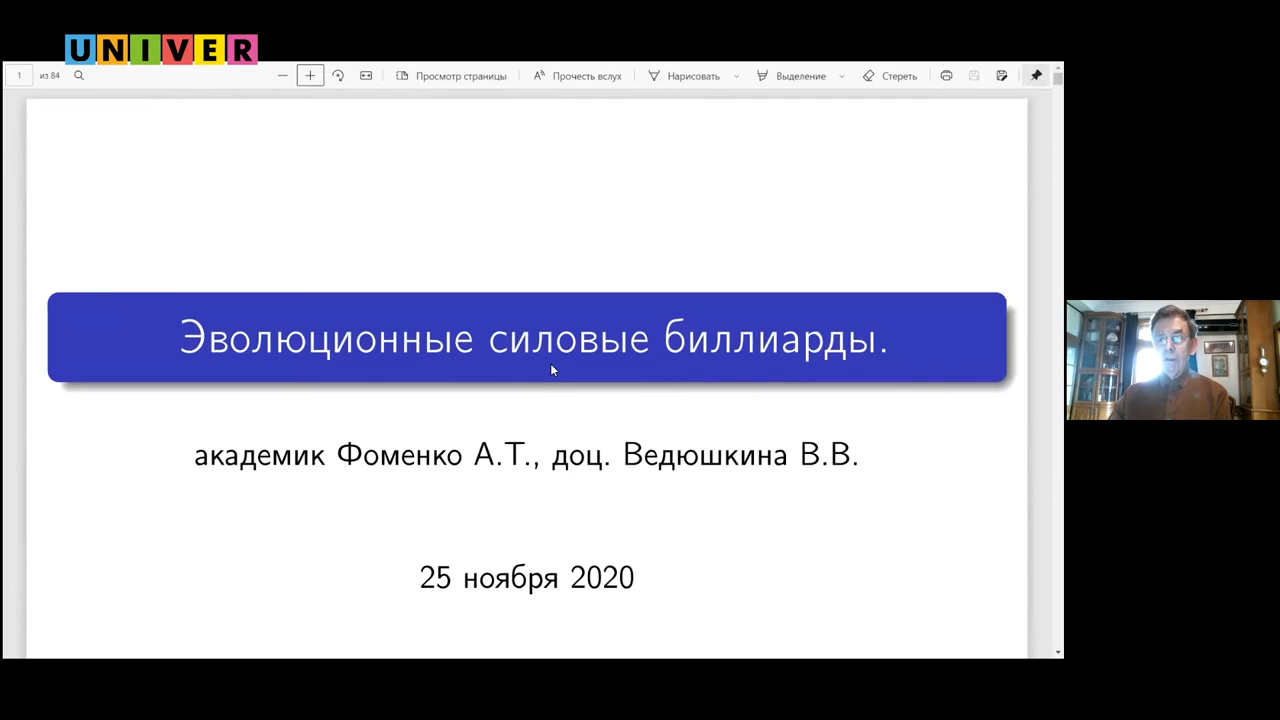 UNIVER
1 из 84 Просмотр страницы Прочесть вслух Нарисовать Выделение Стереть
Эволюционные силовые биллиарды.
академик Фоменко А.Т., доц. Ведюшкина В.В.
25 ноября 2020